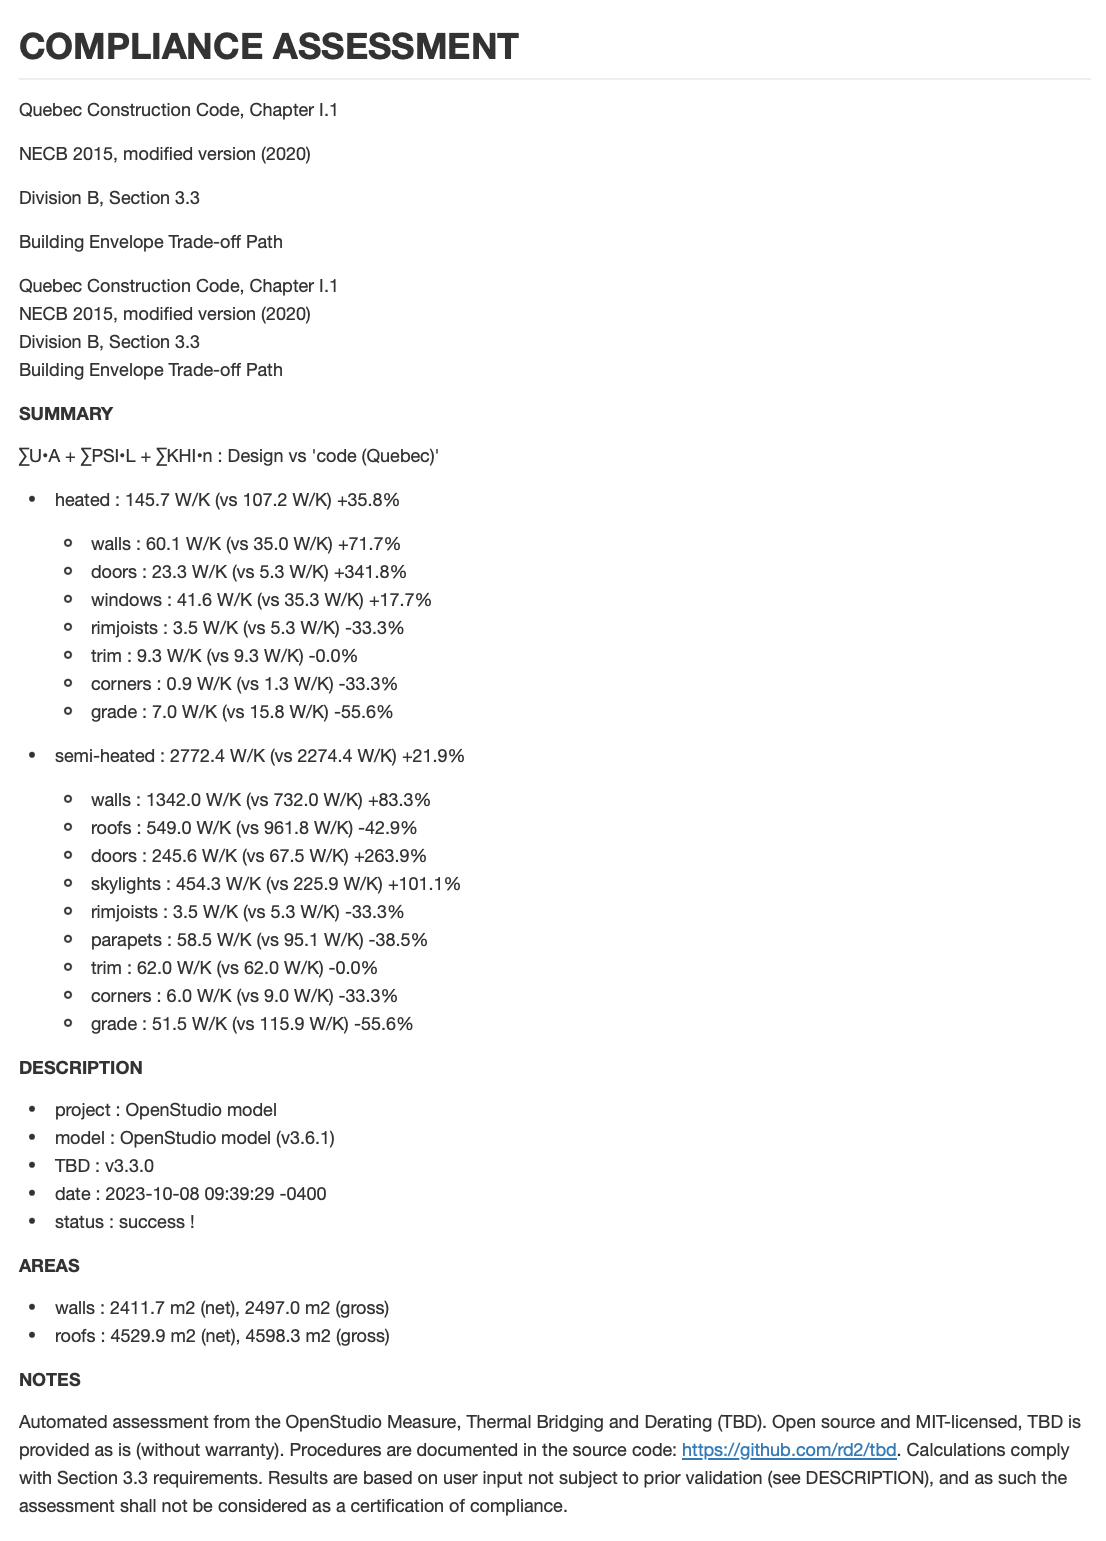 COMPLIANCE ASSESSMENT
Quebec Construction Code, Chapter I.1
NECB 2015, modified version (2020)
Division B, Section 3.3
Building Envelope Trade-off Path
Quebec Construction Code, Chapter I.1
NECB 2015, modified version (2020)
Division B, Section 3.3
Building Envelope Trade-off Path
SUMMARY
∑U•A + ∑PSI•L + ∑KHI•n : Design vs 'code (Quebec)'
• heated : 145.7 W/K (vs 107.2 W/K) +35.8%
◦ walls : 60.1 W/K (vs 35.0 W/K) +71.7%
◦ doors : 23.3 W/K (vs 5.3 W/K) +341.8%
◦ windows : 41.6 W/K (vs 35.3 W/K) +17.7%
◦ rimjoists : 3.5 W/K (vs 5.3 W/K) -33.3%
◦ trim : 9.3 W/K (vs 9.3 W/K) -0.0%
◦ corners : 0.9 W/K (vs 1.3 W/K) -33.3%
◦ grade : 7.0 W/K (vs 15.8 W/K) -55.6%
• semi-heated : 2772.4 W/K (vs 2274.4 W/K) +21.9%
◦ walls : 1342.0 W/K (vs 732.0 W/K) +83.3%
◦ roofs : 549.0 W/K (vs 961.8 W/K) -42.9%
◦ doors : 245.6 W/K (vs 67.5 W/K) +263.9%
◦ skylights : 454.3 W/K (vs 225.9 W/K) +101.1%
◦ rimjoists : 3.5 W/K (vs 5.3 W/K) -33.3%
◦ parapets : 58.5 W/K (vs 95.1 W/K) -38.5%
◦ trim : 62.0 W/K (vs 62.0 W/K) -0.0%
◦ corners : 6.0 W/K (vs 9.0 W/K) -33.3%
◦ grade : 51.5 W/K (vs 115.9 W/K) -55.6%
DESCRIPTION
• project : OpenStudio model
• model : OpenStudio model (v3.6.1)
• TBD : v3.3.0
• date : 2023-10-08 09:39:29 -0400
• status : success !
AREAS
• walls : 2411.7 m2 (net), 2497.0 m2 (gross)
• roofs : 4529.9 m2 (net), 4598.3 m2 (gross)
NOTES
Automated assessment from the OpenStudio Measure, Thermal Bridging and Derating (TBD). Open source and MIT-licensed, TBD is
provided as is (without warranty). Procedures are documented in the source code: https://github.com/rd2/tbd. Calculations comply
with Section 3.3 requirements. Results are based on user input not subject to prior validation (see DESCRIPTION), and as such the
assessment shall not be considered as a certification of compliance.